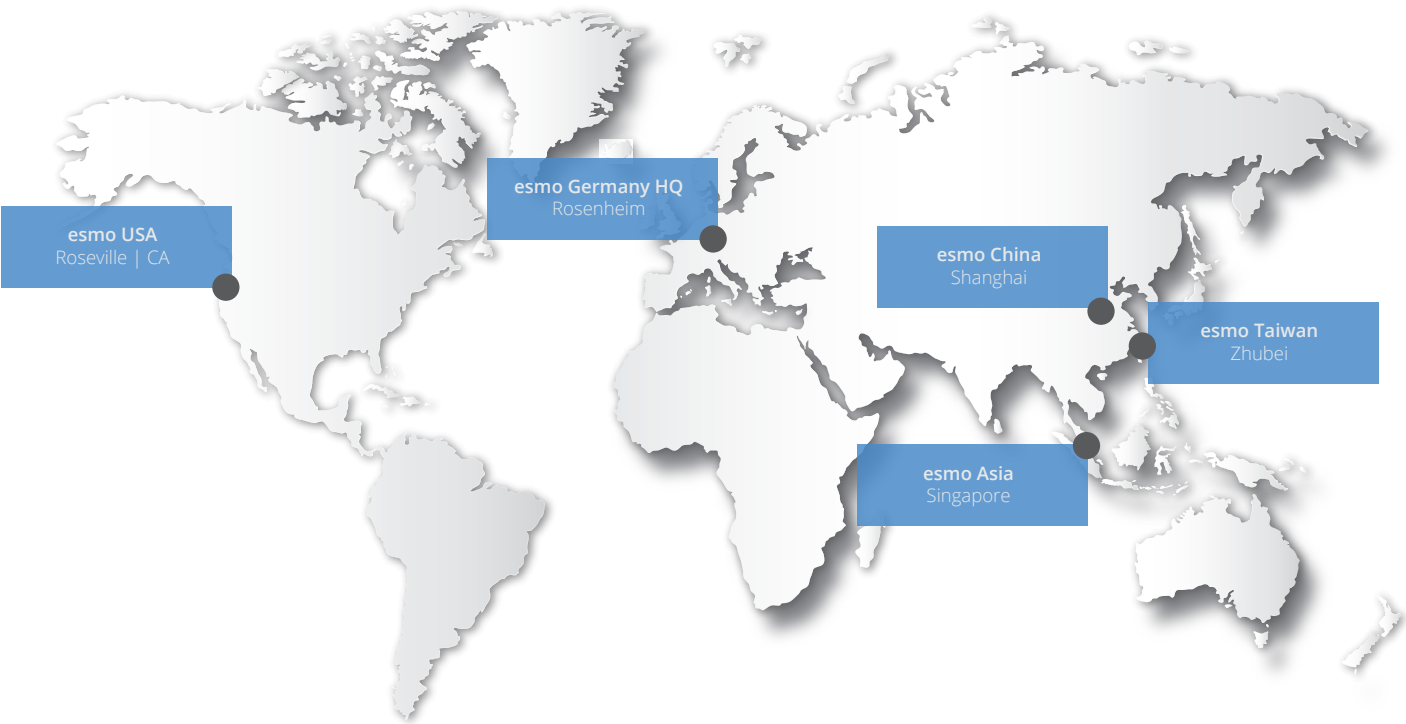 esmo Germany HQ
Rosenheim
esmo USA
Roseville | CA
esmo China
Shanghai
esmo Taiwan
Zhubei
esmo Asia
Singapore